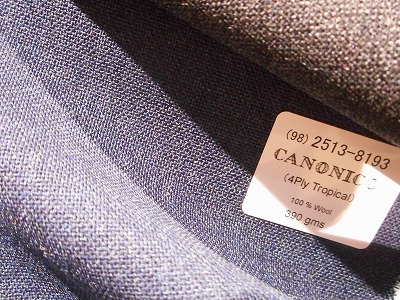 (98) 2513-8193
CANONICO
(4Ply Tropical)
100 % Wool
390 gms